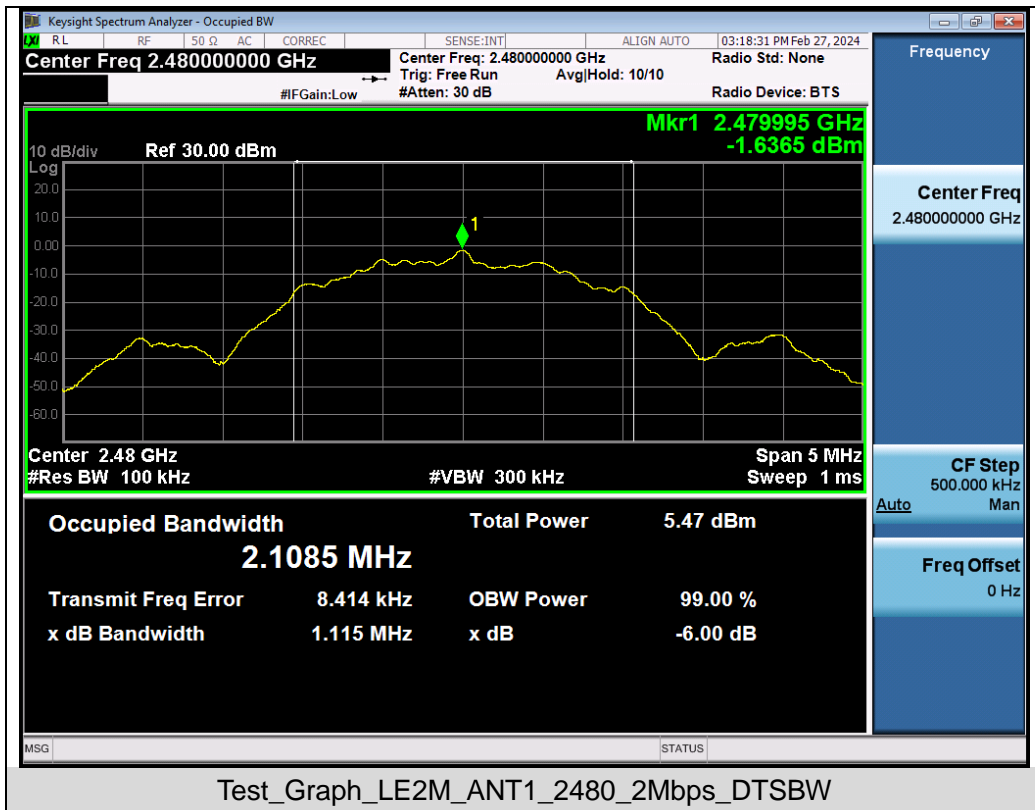 Keysight Spectrum Analyzer - Occupied BW
LXI RL RF 50 Ω AC CORREC SENSE:INT ALIGN AUTO 03:18:31 PM Feb 27, 2024
Center Freq 2.480000000 GHz
Center Freq: 2.480000000 GHz Radio Std: None
Trig: Free Run Avg|Hold: 10/10
#IFGain:Low #Atten: 30 dB Radio Device: BTS
Mkr1 2.479995 GHz
-1.6365 dBm
10 dB/div Ref 30.00 dBm
Log
20.0
10.0
1
0.00
-10.0
-20.0
-30.0
-40.0
-50.0
-60.0
Center 2.48 GHz Span 5 MHz
#Res BW 100 kHz #VBW 300 kHz Sweep 1 ms
Occupied Bandwidth Total Power 5.47 dBm
2.1085 MHz
Transmit Freq Error 8.414 kHz OBW Power 99.00 %
x dB Bandwidth 1.115 MHz x dB -6.00 dB
Frequency
Center Freq
2.480000000 GHz
CF Step
500.000 kHz
Auto Man
Freq Offset
0 Hz
MSG STATUS
Test_Graph_LE2M_ANT1_2480_2Mbps_DTSBW